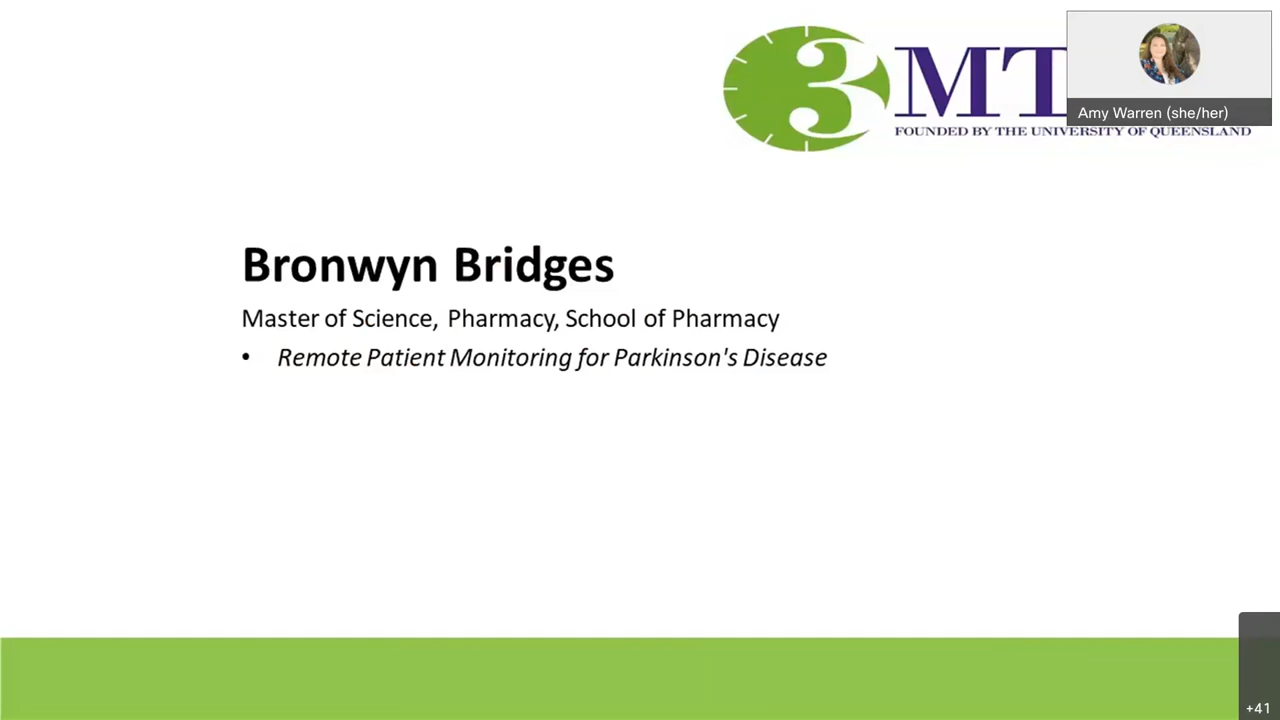 3MT
Amy Warren (she/her)
FOUNDED BY THE UNIVERSITY OF QUEENSLAND
Bronwyn Bridges
Master of Science, Pharmacy, School of Pharmacy
• Remote Patient Monitoring for Parkinson's Disease
+41